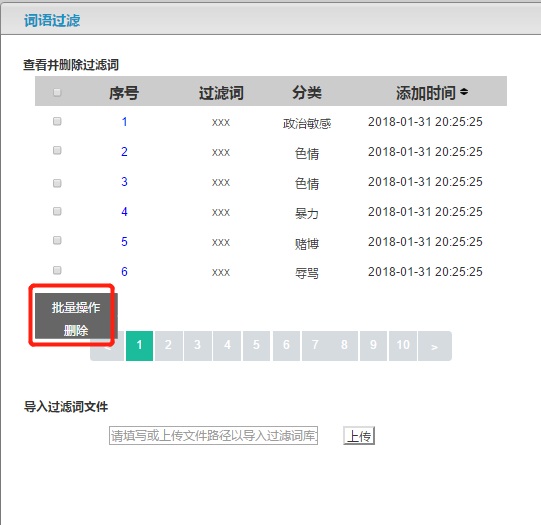 词语过滤
查看并删除过滤词
序号 过滤词 分类 添加时间
1 xxx 政治敏感 2018-01-31 20:25:25
2 xxx 色情 2018-01-31 20:25:25
3 xxx 色情 2018-01-31 20:25:25
4 xxx 暴力 2018-01-31 20:25:25
5 xxx 赌博 2018-01-31 20:25:25
6 xxx 辱骂 2018-01-31 20:25:25
批量操作
删除
< 1 2 3 4 5 6 7 8 9 10 >
导入过滤词文件
请填写或上传文件路径以导入过滤词库 上传